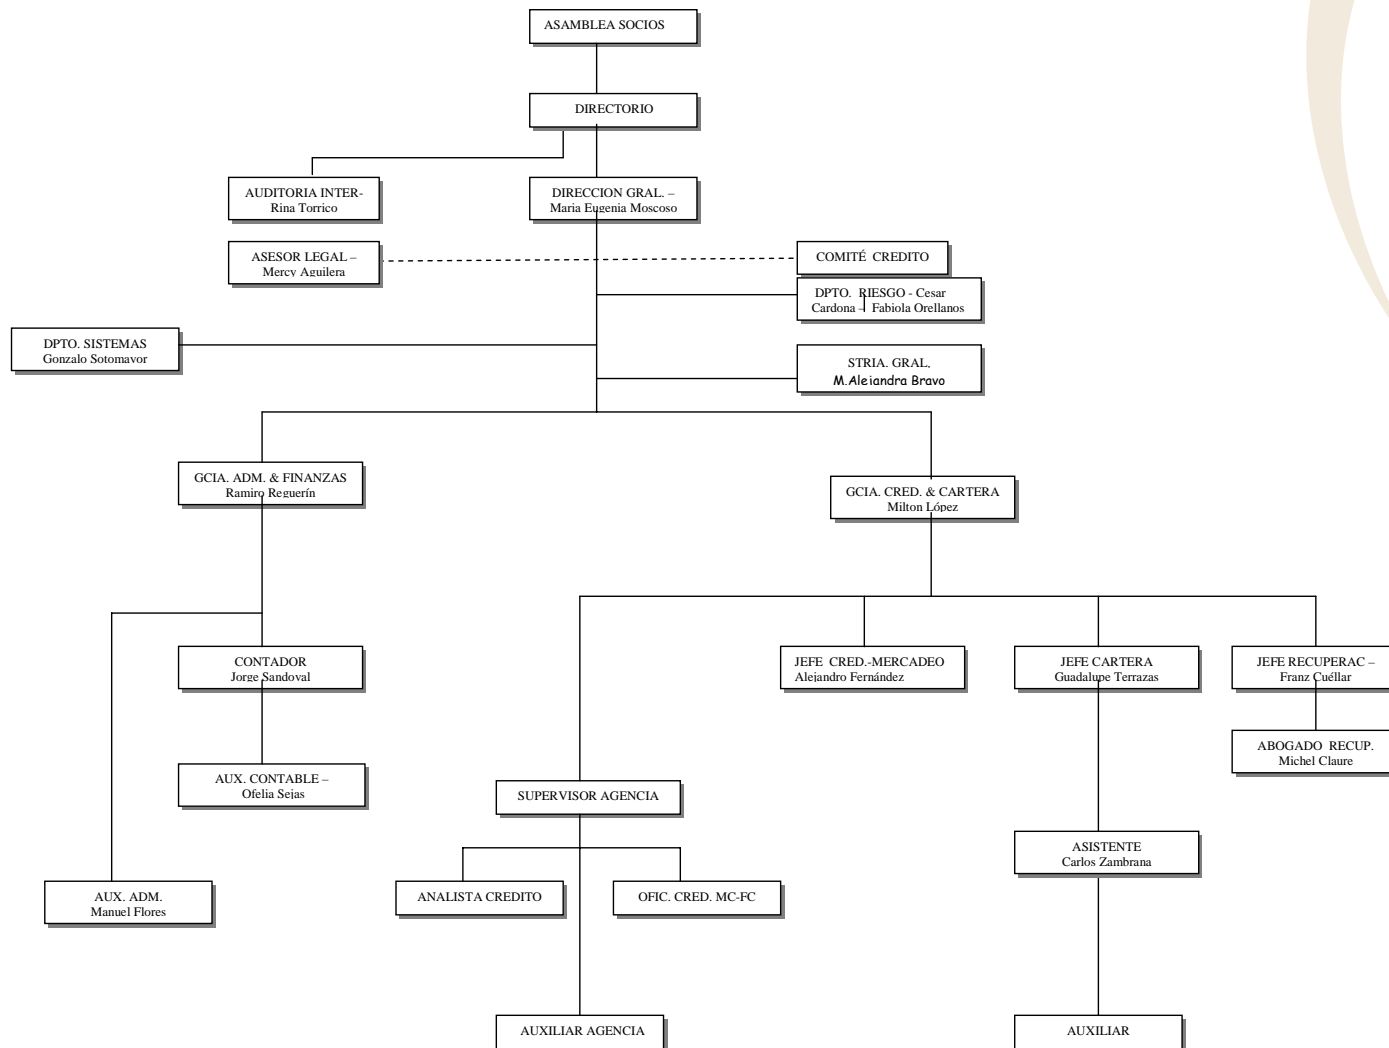 ASAMBLEA SOCIOS
DIRECTORIO
AUDITORIA INTER-
Rina Torrico
DIRECCION GRAL. –
Maria Eugenia Moscoso
ASESOR LEGAL –
Mercy Aguilera
COMITÉ CREDITO
DPTO. RIESGO - Cesar
Cardona – Fabiola Orellanos
DPTO. SISTEMAS
Gonzalo Sotomayor
STRIA. GRAL.
M.Alejandra Bravo
GCIA. ADM. & FINANZAS
Ramiro Reguerín
GCIA. CRED. & CARTERA
Milton López
CONTADOR
Jorge Sandoval
JEFE CRED.-MERCADEO
Alejandro Fernández
JEFE CARTERA
Guadalupe Terrazas
JEFE RECUPERAC –
Franz Cuéllar
ABOGADO RECUP.
Michel Claure
AUX. CONTABLE –
Ofelia Sejas
SUPERVISOR AGENCIA
ASISTENTE
Carlos Zambrana
AUX. ADM.
Manuel Flores
ANALISTA CREDITO
OFIC. CRED. MC-FC
AUXILIAR AGENCIA
AUXILIAR